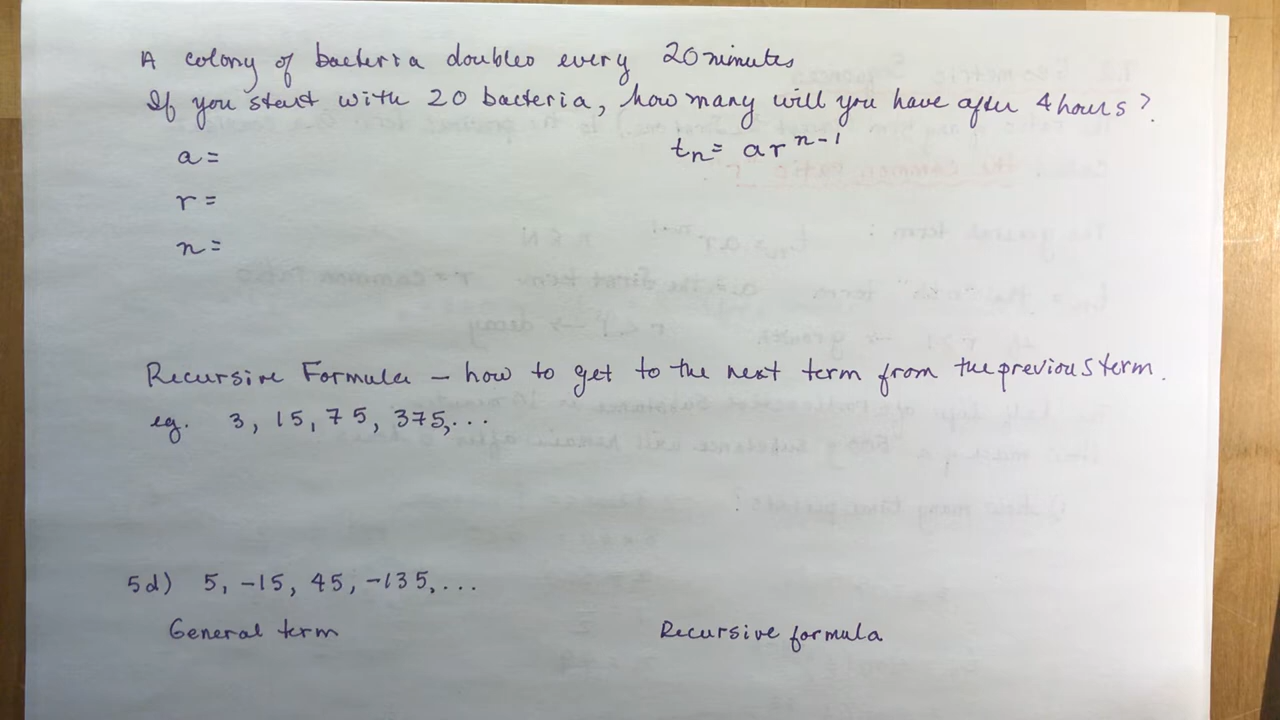 A colony of bacteria doubles every 20 minutes
If you start with 20 bacteria, how many will you have after 4 hours?
a =
tn = ar^n-1
r =
n =
Recursive Formula – how to get to the next term from the previous term.
eg. 3, 15, 75, 375,...
5d) 5, -15, 45, -135,...
General term
Recursive formula